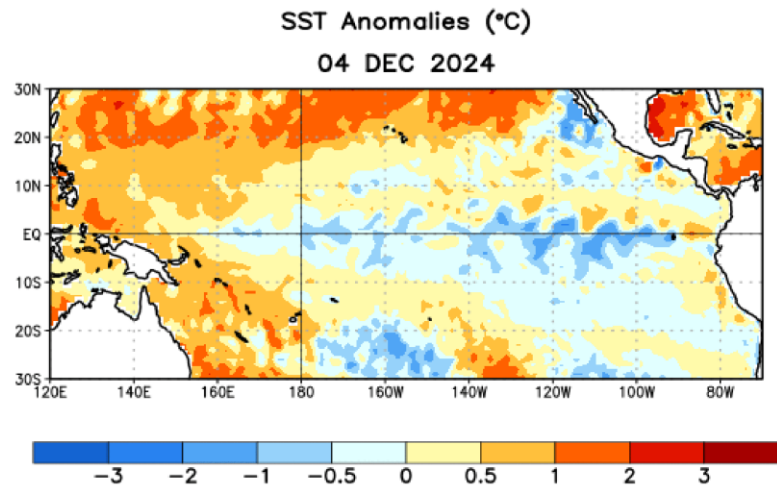 SST Anomalies (°C)
04 DEC 2024
30N
20N
10N
EQ
10S
20S
30S
120E 140E 160E 180 160W 140W 120W 100W 80W
−3 −2 −1 −0.5 0 0.5 1 2 3